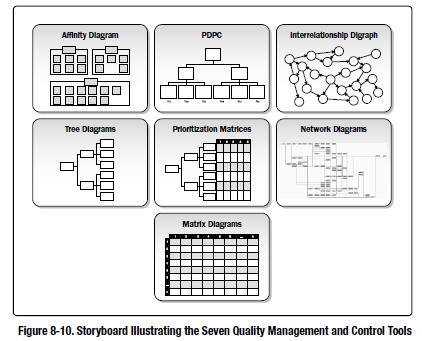 Affinity Diagram
PDPC
Interrelationship Digraph
Tree Diagrams
Prioritization Matrices
Network Diagrams
Matrix Diagrams
Figure 8-10. Storyboard Illustrating the Seven Quality Management and Control Tools